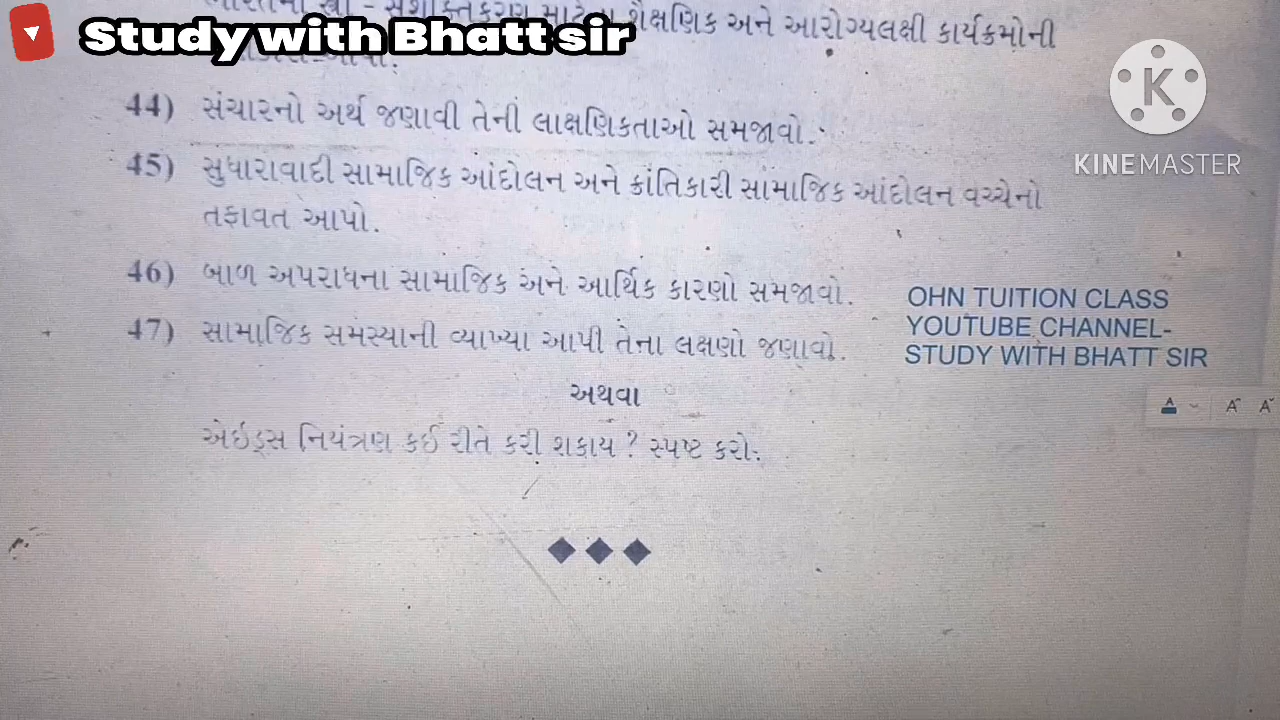 Study with Bhatt sir
સ્ત્રી - સશક્તિકરણ માટેના શૈક્ષણિક અને આરોગ્યલક્ષી કાર્યક્રમોની
44) સંચારનો અર્થ જણાવી તેની લાક્ષણિકતાઓ સમજાવો.
45) સુધારાવાદી સામાજિક આંદોલન અને ક્રાંતિકારી સામાજિક આંદોલન વચ્ચેનો
તફાવત આપો.
46) બાળ અપરાધના સામાજિક અને આર્થિક કારણો સમજાવો.
47) સામાજિક સમસ્યાની વ્યાખ્યા આપી તેના લક્ષણો જણાવો.
અથવા
એઇડ્સ નિયંત્રણ કઈ રીતે કરી શકાય ? સ્પષ્ટ કરો.
K
KINEMASTER
OHN TUITION CLASS
YOUTUBE CHANNEL-
STUDY WITH BHATT SIR